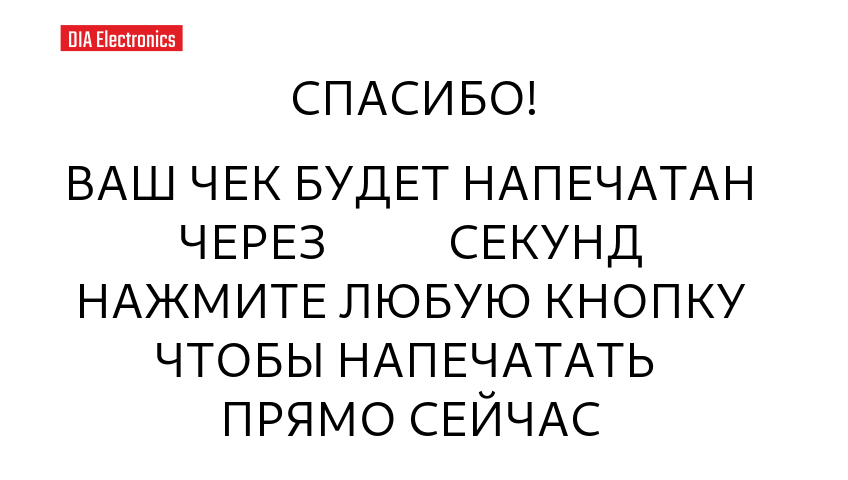 DIA Electronics
СПАСИБО!
ВАШ ЧЕК БУДЕТ НАПЕЧАТАН
ЧЕРЕЗ СЕКУНД
НАЖМИТЕ ЛЮБУЮ КНОПКУ
ЧТОБЫ НАПЕЧАТАТЬ
ПРЯМО СЕЙЧАС